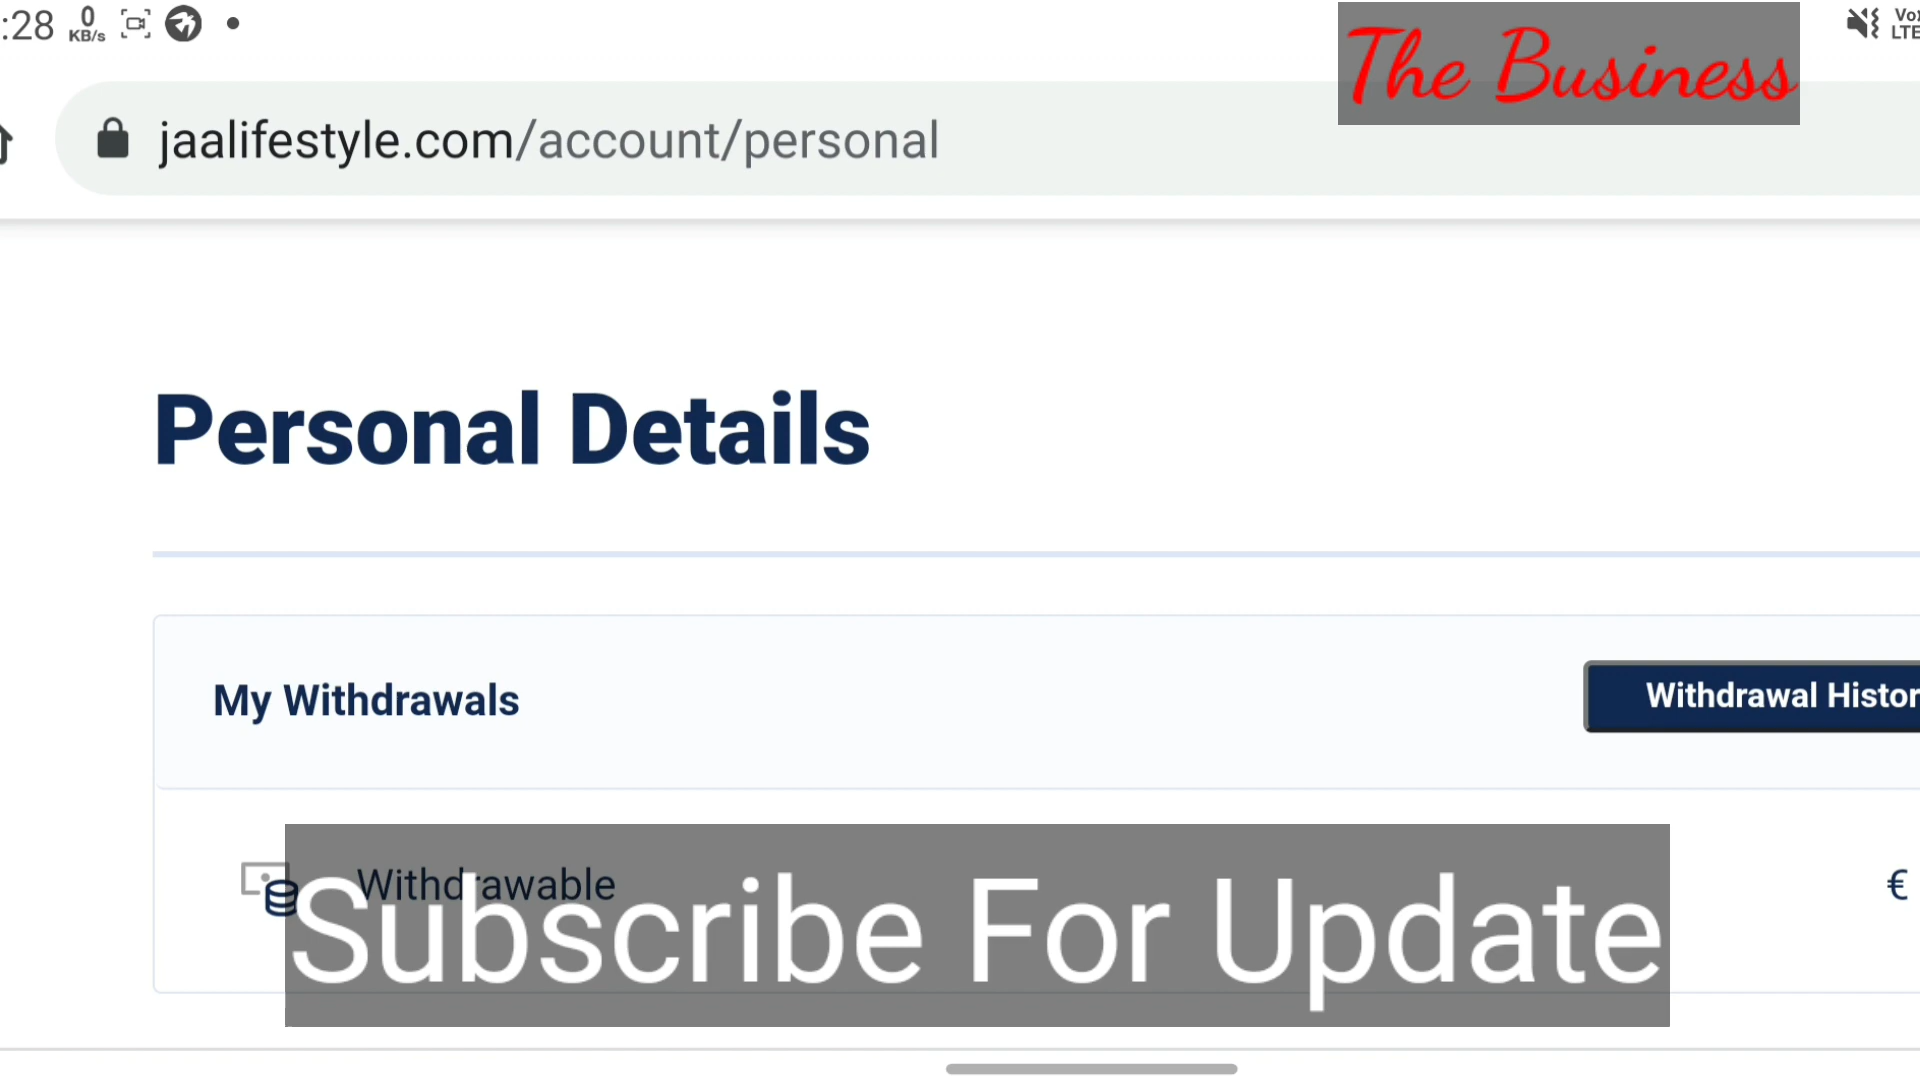 :28 0 KB/s
The Business
LTE
jaalifestyle.com/account/personal
Personal Details
My Withdrawals
Withdrawal Histor
Withdrawable
€
Subscribe For Update